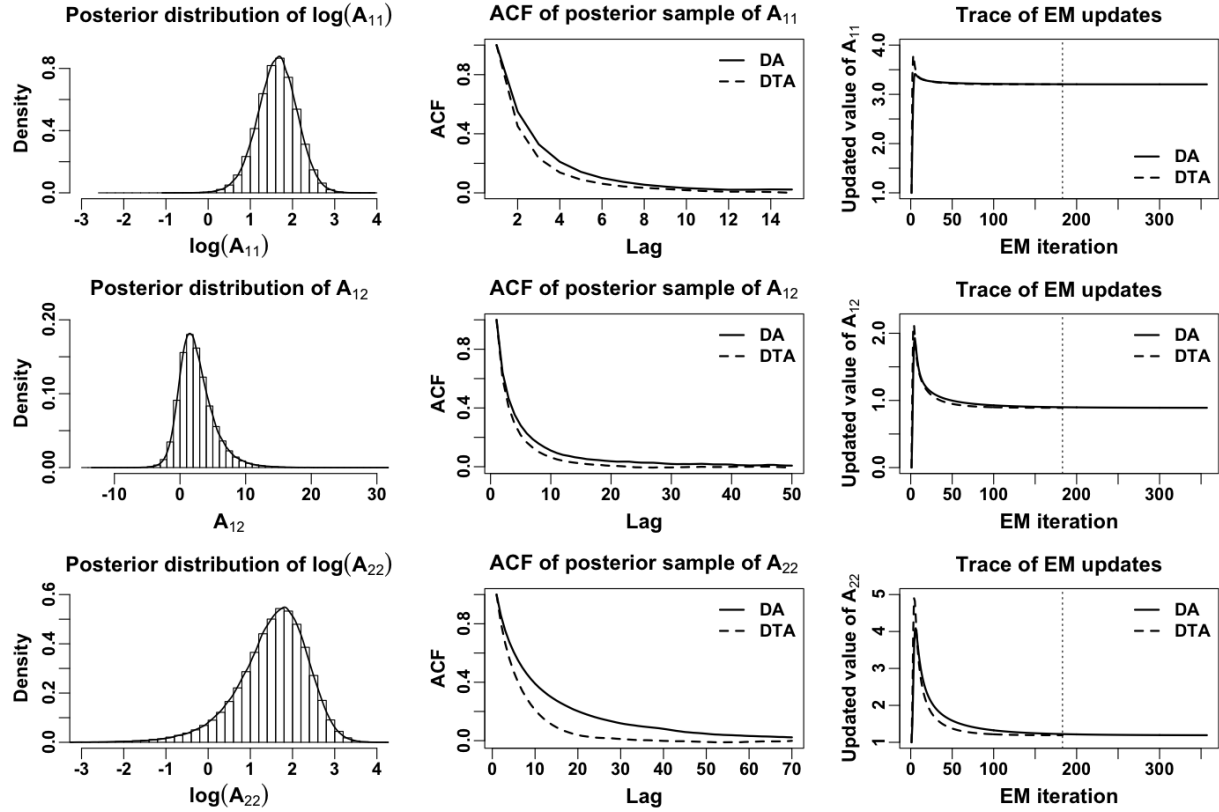 Posterior distribution of log(A₁₁)
Density
0.0 0.4 0.8
-3 -2 -1 0 1 2 3 4
log(A₁₁)
ACF of posterior sample of A₁₁
ACF
0.0 0.4 0.8
DA
DTA
2 4 6 8 10 12 14
Lag
Trace of EM updates
Updated value of A₁₁
1.0 2.0 3.0 4.0
DA
DTA
0 50 100 200 300
EM iteration
Posterior distribution of A₁₂
Density
0.00 0.10 0.20
-10 0 10 20 30
A₁₂
ACF of posterior sample of A₁₂
ACF
0.0 0.4 0.8
DA
DTA
0 10 20 30 40 50
Lag
Trace of EM updates
Updated value of A₁₂
0.0 1.0 2.0
DA
DTA
0 50 100 200 300
EM iteration
Posterior distribution of log(A₂₂)
Density
0.0 0.2 0.4 0.6
-3 -2 -1 0 1 2 3 4
log(A₂₂)
ACF of posterior sample of A₂₂
ACF
0.0 0.4 0.8
DA
DTA
0 10 20 30 40 50 60 70
Lag
Trace of EM updates
Updated value of A₂₂
1 2 3 4 5
DA
DTA
0 50 100 200 300
EM iteration